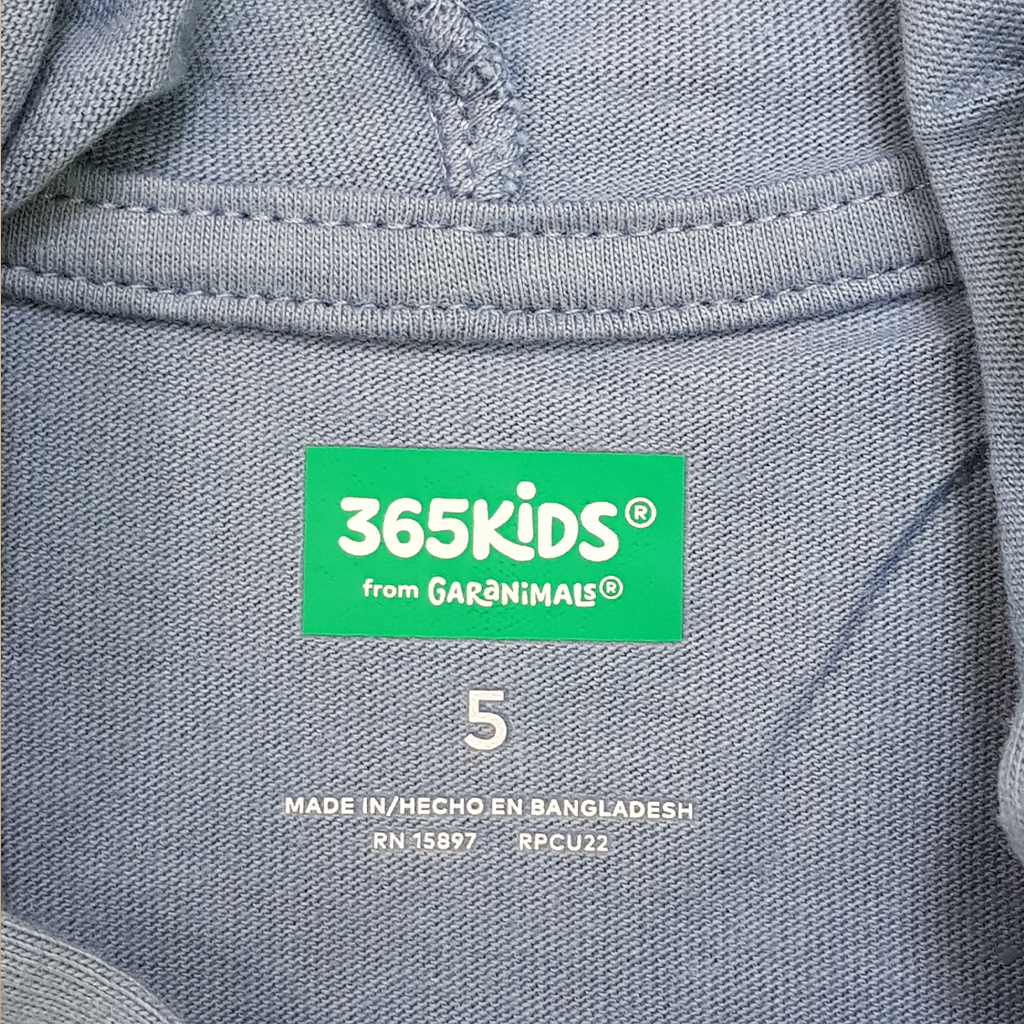 365KiDS®
from GARaNiMALS®
5
MADE IN/HECHO EN BANGLADESH
RN 15897 RPCU22